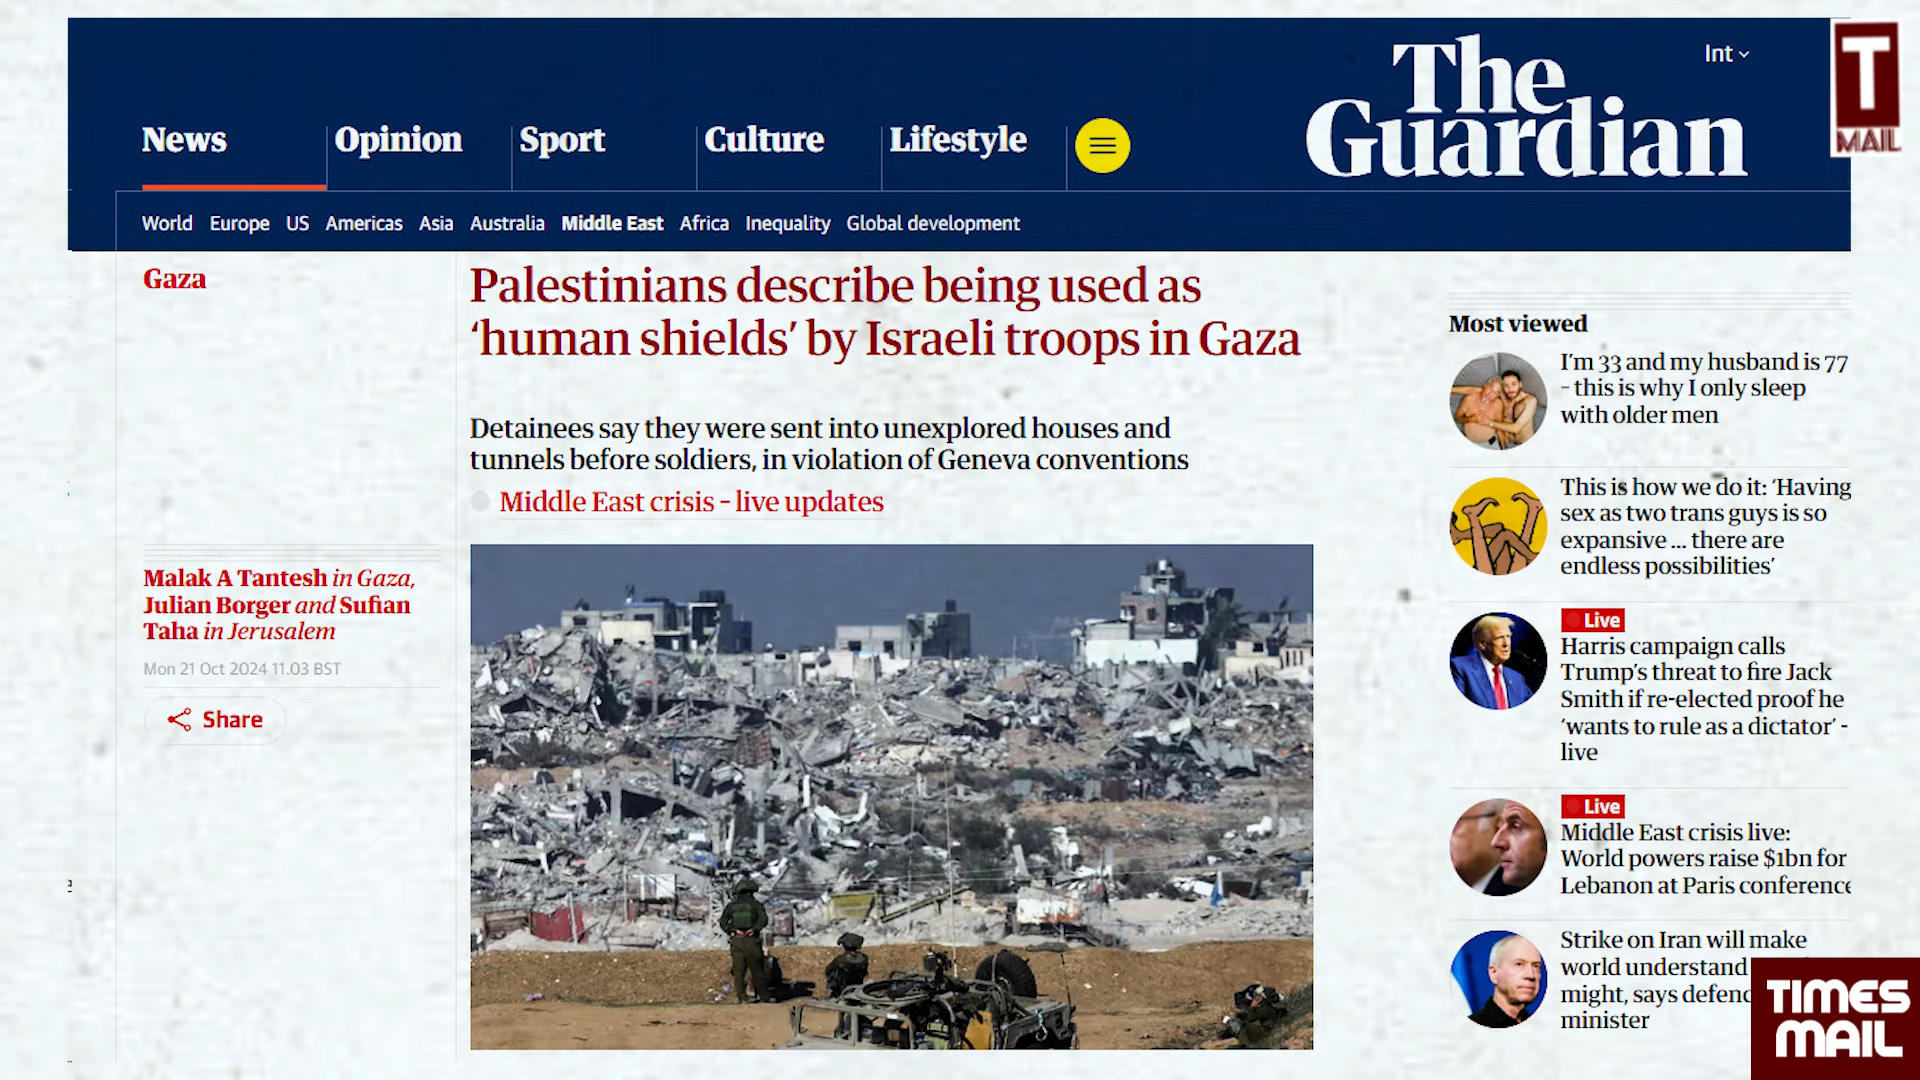 Int
The
Guardian
T
MAIL
News
Opinion
Sport
Culture
Lifestyle
World
Europe
US
Americas
Asia
Australia
Middle East
Africa
Inequality
Global development
Gaza
Palestinians describe being used as
‘human shields’ by Israeli troops in Gaza
Detainees say they were sent into unexplored houses and
tunnels before soldiers, in violation of Geneva conventions
Middle East crisis – live updates
Malak A Tantesh in Gaza,
Julian Borger and Sufian
Taha in Jerusalem
Mon 21 Oct 2024 11.03 BST
Share
Most viewed
I’m 33 and my husband is 77
– this is why I only sleep
with older men
This is how we do it: ‘Having
sex as two trans guys is so
expansive ... there are
endless possibilities’
Live
Harris campaign calls
Trump’s threat to fire Jack
Smith if re-elected proof he
‘wants to rule as a dictator’ -
live
Live
Middle East crisis live:
World powers raise $1bn for
Lebanon at Paris conference
Strike on Iran will make
world understand
might, says defenc
minister
TIMES
MAIL